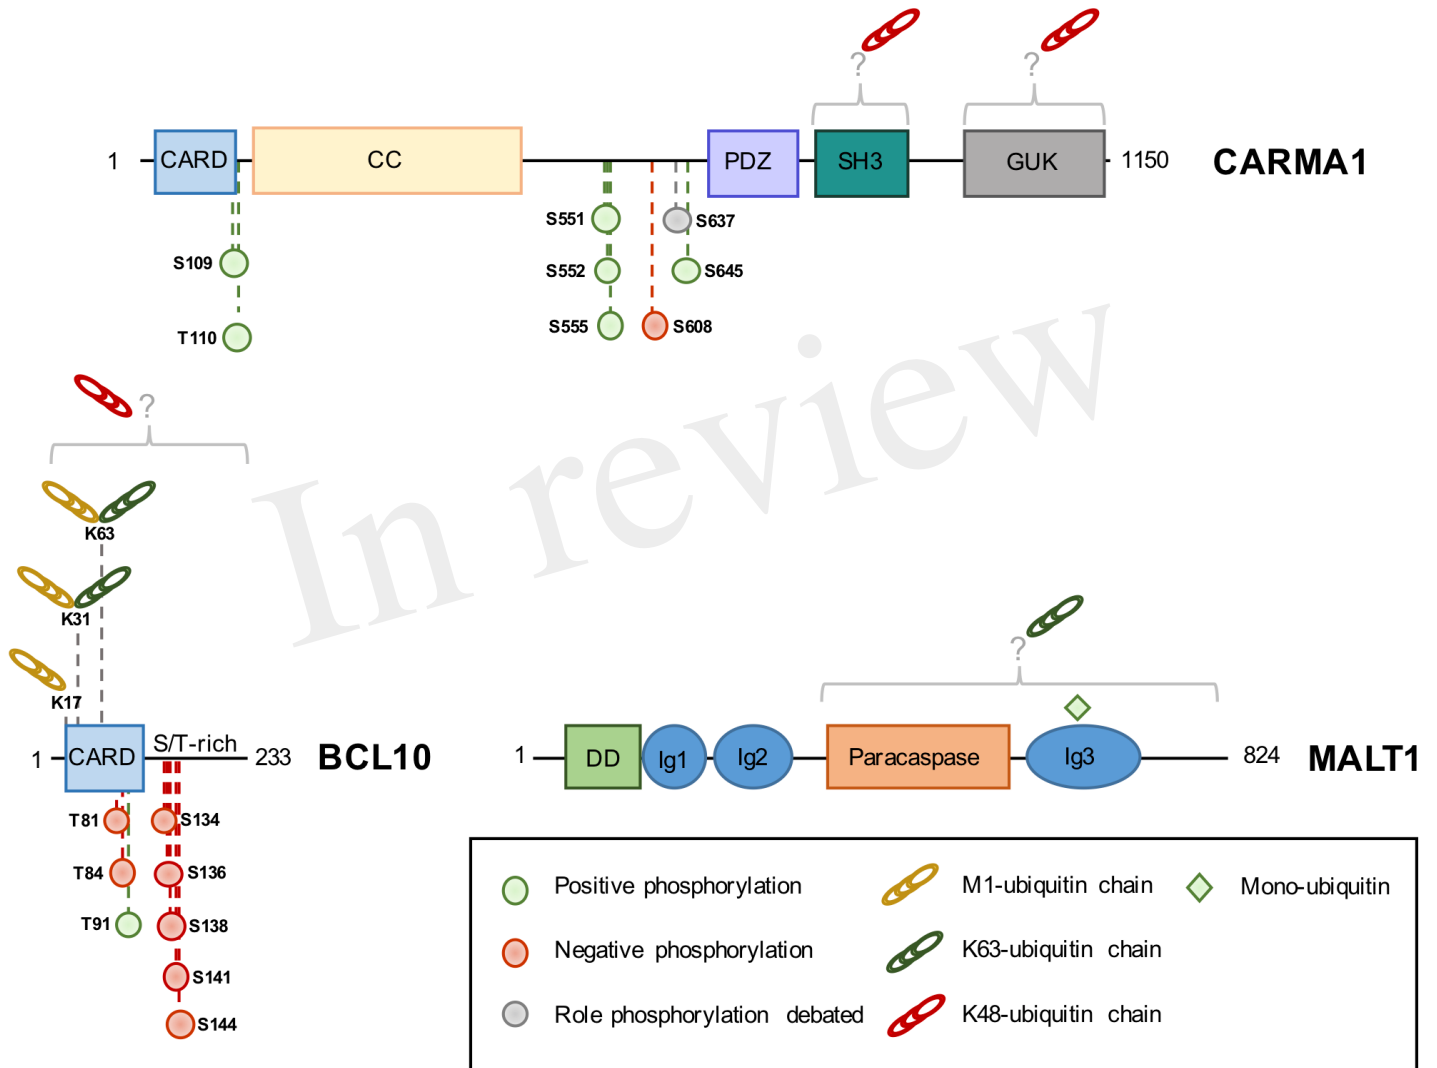 ?
?
1
CARD
CC
PDZ
SH3
GUK
1150
CARMA1
S551
S637
S109
S552
S645
T110
S555
S608
?
In review
K63
K31
K17
?
1
CARD
S/T-rich
233
BCL10
1
DD
Ig1
Ig2
Paracaspase
Ig3
824
MALT1
T81
S134
T84
S136
T91
S138
S141
S144
Positive phosphorylation
M1-ubiquitin chain
Mono-ubiquitin
Negative phosphorylation
K63-ubiquitin chain
Role phosphorylation debated
K48-ubiquitin chain